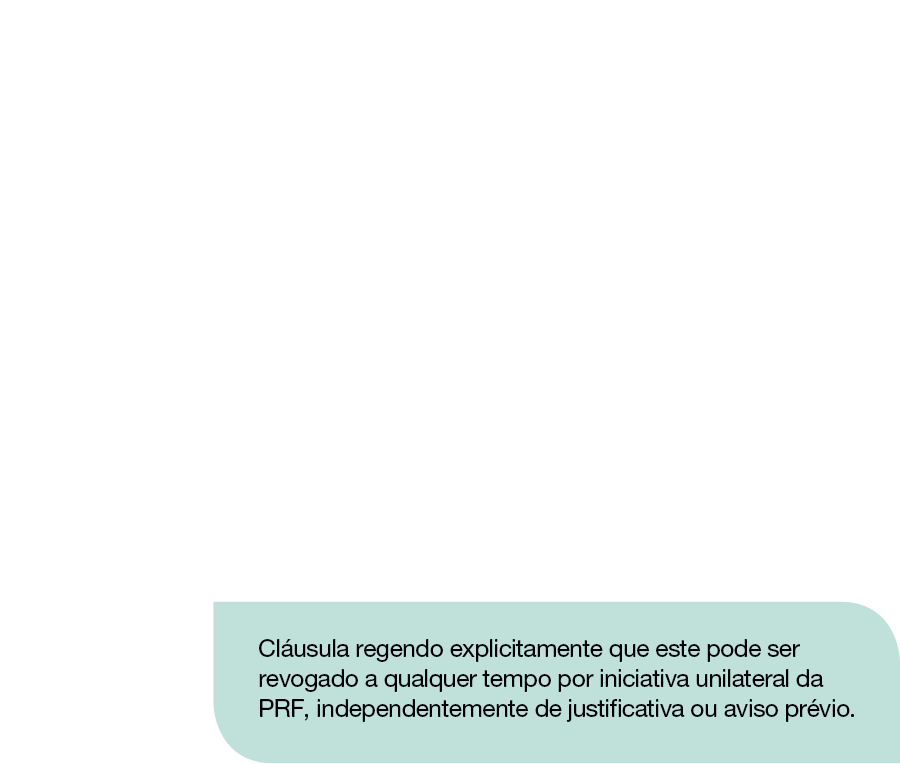 Cláusula regendo explicitamente que este pode ser
revogado a qualquer tempo por iniciativa unilateral da
PRF, independentemente de justificativa ou aviso prévio.